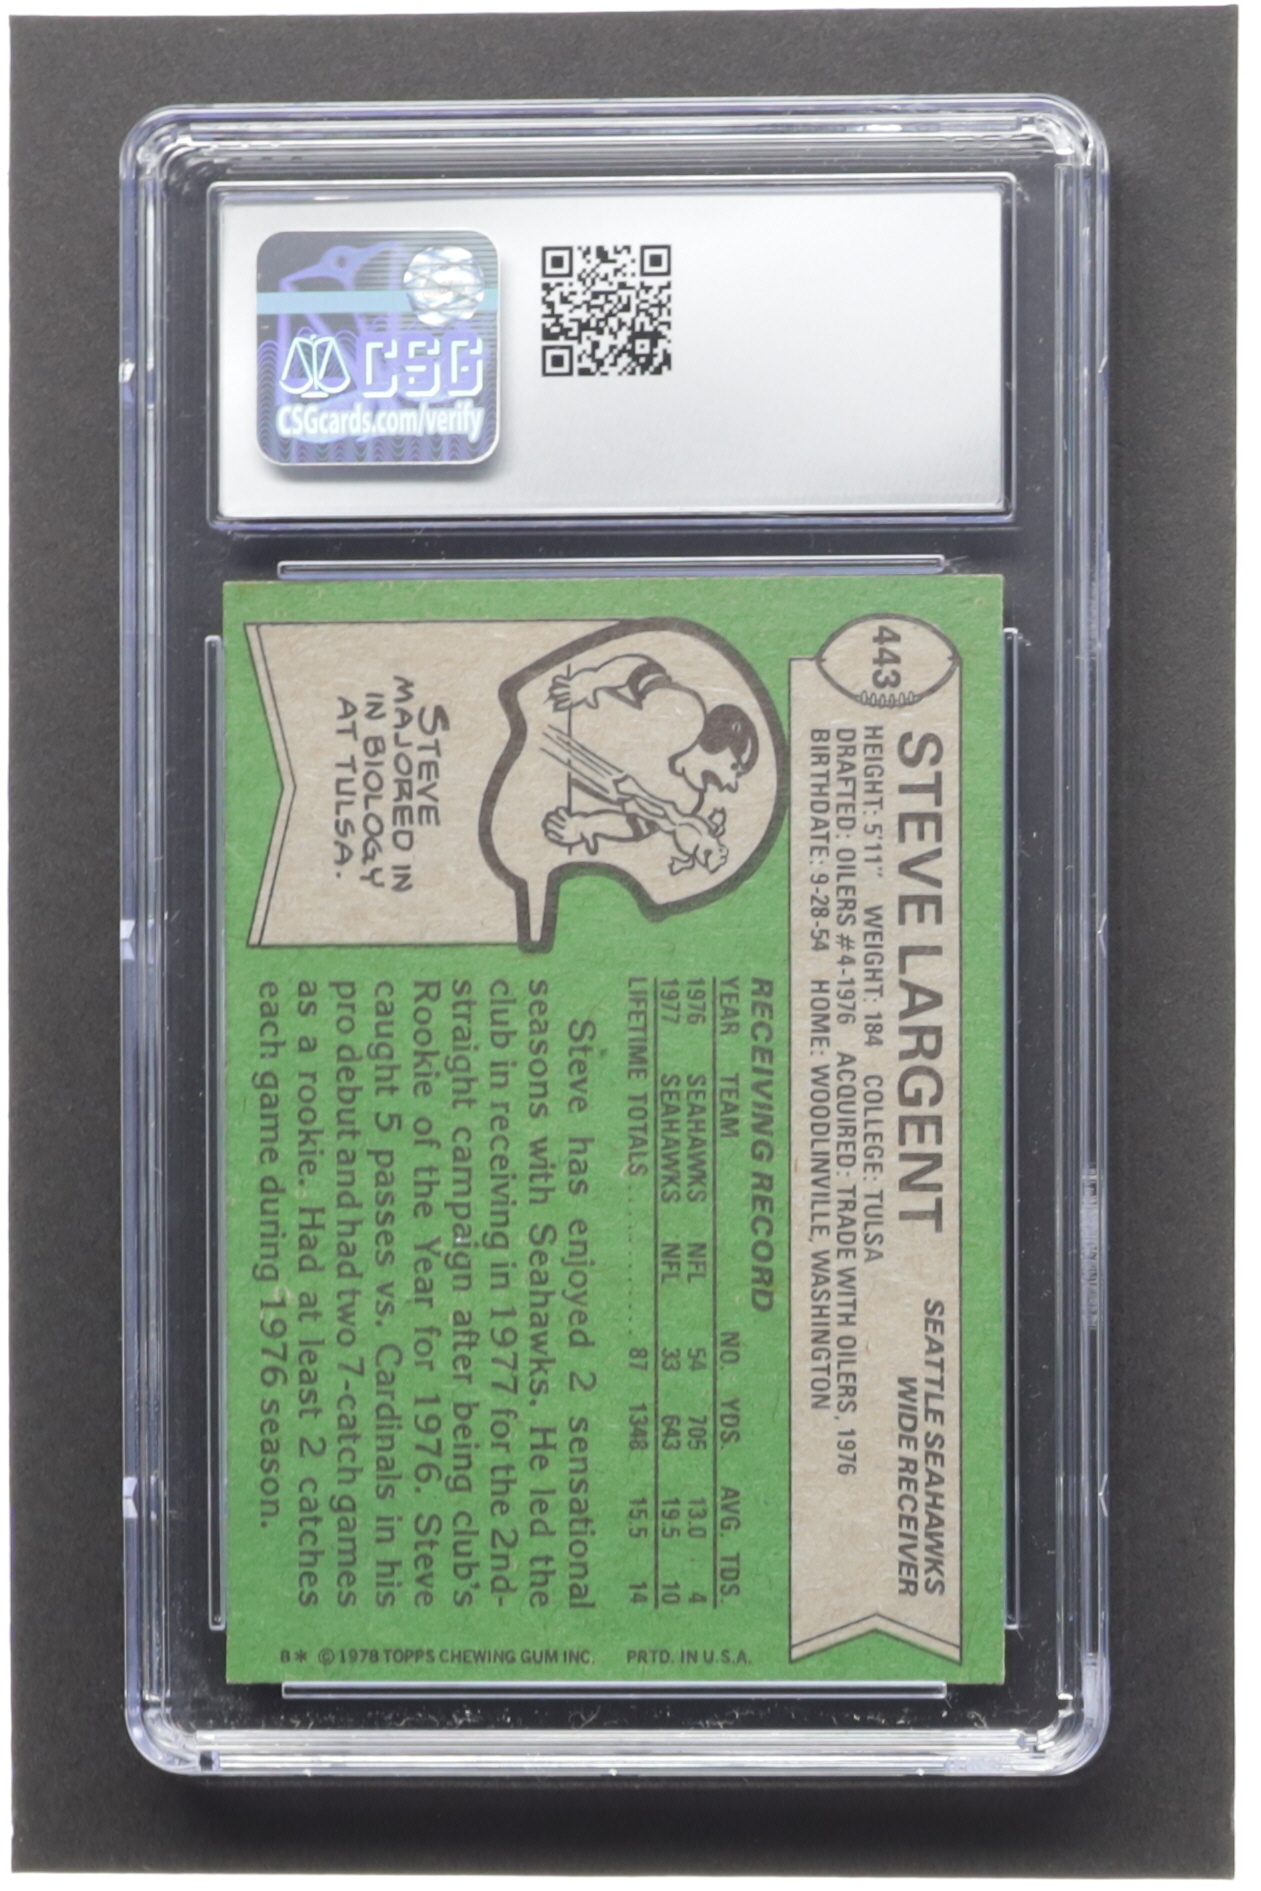 CSG
CSGcards.com/verify
443
STEVE LARGENT
SEATTLE SEAHAWKS
WIDE RECEIVER
HEIGHT: 5'11" WEIGHT: 184 COLLEGE: TULSA
DRAFTED: OILERS #4-1976 ACQUIRED: TRADE WITH OILERS, 1976
BIRTHDATE: 9-28-54 HOME: WOODLINVILLE, WASHINGTON
STEVE
MAJORED IN
IN BIOLOGY
AT TULSA.
RECEIVING RECORD
YEAR TEAM NO. YDS. AVG. TDS.
1976 SEAHAWKS NFL 54 705 13.0 4
1977 SEAHAWKS NFL 33 643 19.5 10
LIFETIME TOTALS .......... 87 1348 15.5 14
Steve has enjoyed 2 sensational
seasons with Seahawks. He led the
club in receiving in 1977 for the 2nd-
straight campaign after being club's
Rookie of the Year for 1976. Steve
caught 5 passes vs. Cardinals in his
pro debut and had two 7-catch games
as a rookie. Had at least 2 catches
each game during 1976 season.
8* ©1978 TOPPS CHEWING GUM INC. PRTD. IN U.S.A.